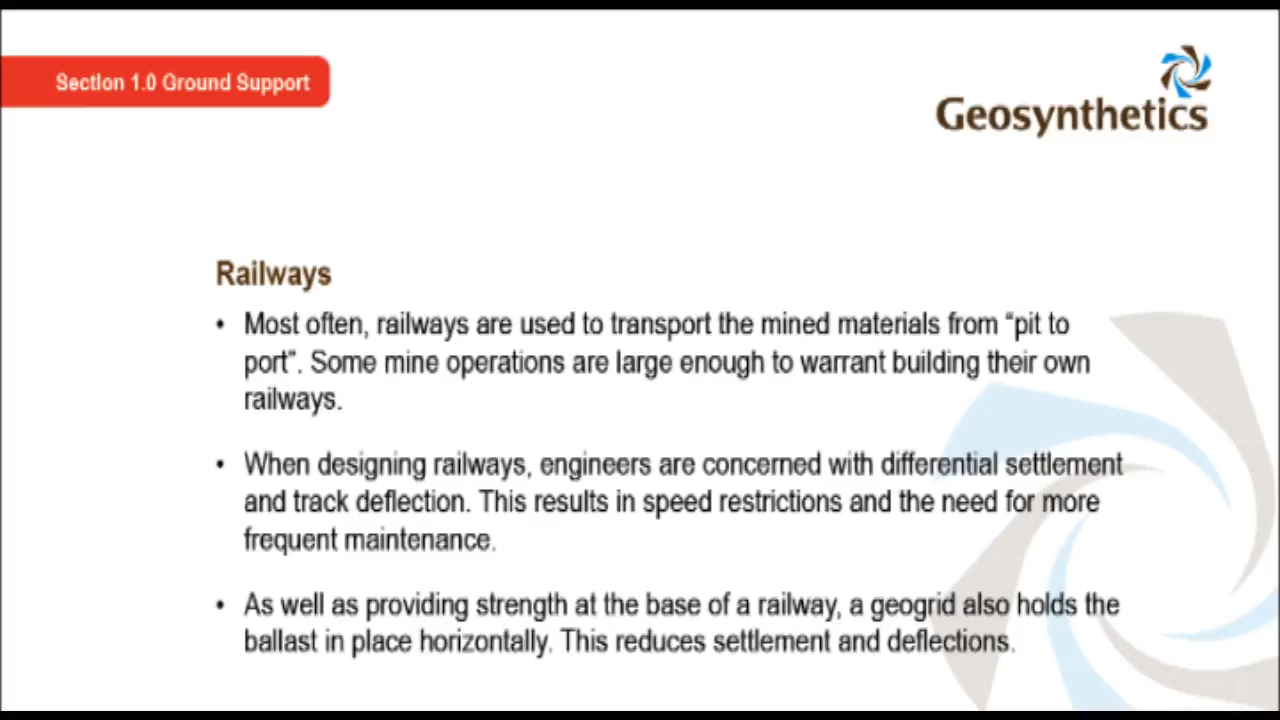 Section 1.0 Ground Support
Geosynthetics
Railways
• Most often, railways are used to transport the mined materials from “pit to
port”. Some mine operations are large enough to warrant building their own
railways.
• When designing railways, engineers are concerned with differential settlement
and track deflection. This results in speed restrictions and the need for more
frequent maintenance.
• As well as providing strength at the base of a railway, a geogrid also holds the
ballast in place horizontally. This reduces settlement and deflections.